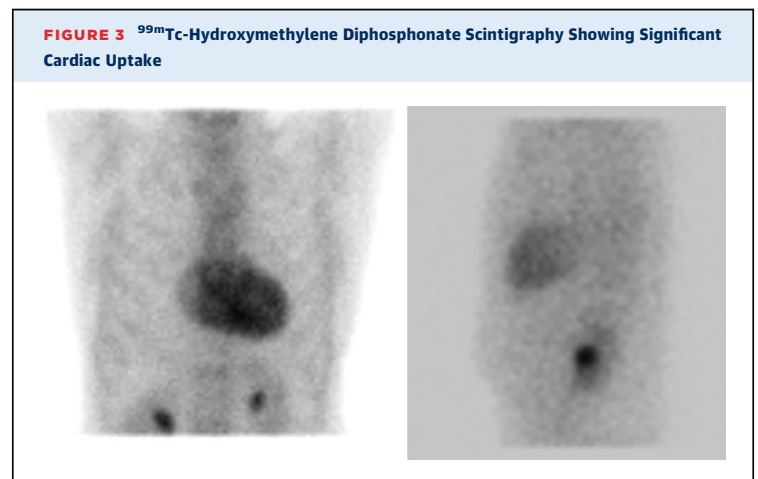 FIGURE 3 99mTc-Hydroxymethylene Diphosphonate Scintigraphy Showing Significant
Cardiac Uptake